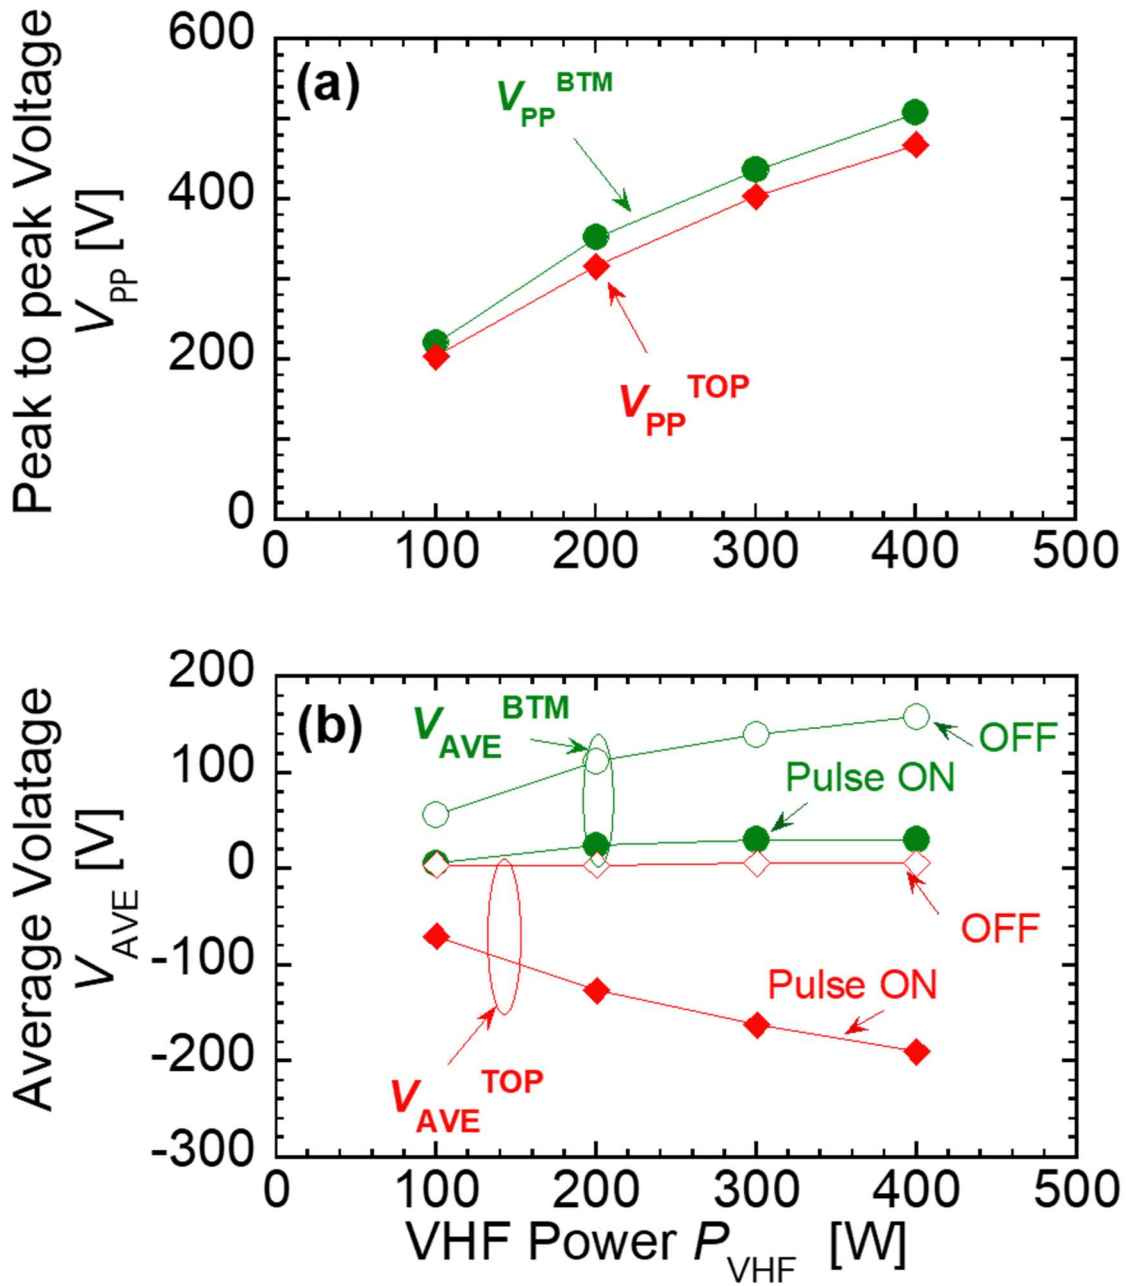 Peak to peak Voltage
V_PP [V]
600
400
200
0
(a)
V_PP^BTM
V_PP^TOP
0 100 200 300 400 500
Average Volatage
V_AVE [V]
200
100
0
-100
-200
-300
(b)
V_AVE^BTM
OFF
Pulse ON
OFF
Pulse ON
V_AVE^TOP
0 100 200 300 400 500
VHF Power P_VHF [W]